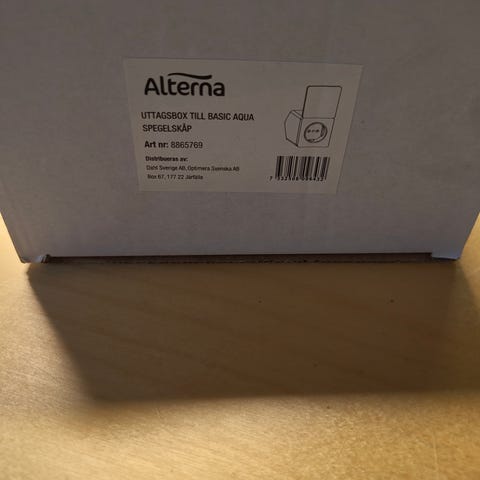 Alterna
UTTAGSBOX TILL BASIC AQUA
SPEGELSKÅP
Art nr: 8865769
Distribueras av:
Dahl Sverige AB, Optimera Svenska AB
Box 67, 177 22 Järfälla